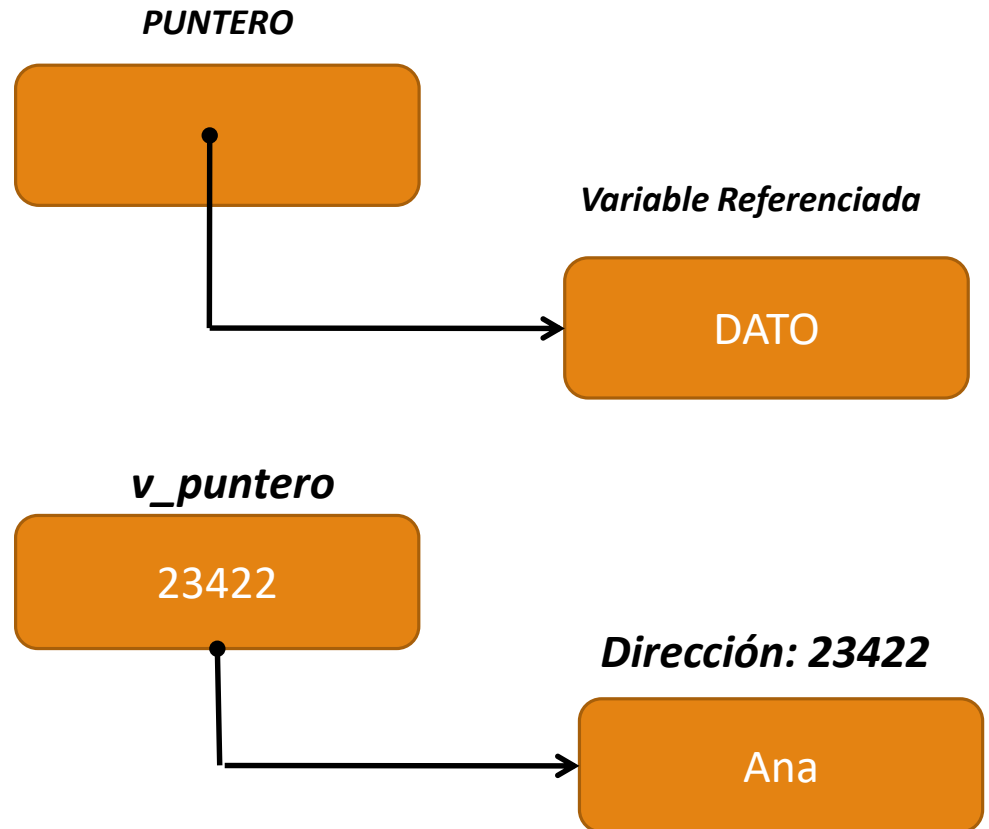 PUNTERO
Variable Referenciada
DATO
v_puntero
23422
Dirección: 23422
Ana